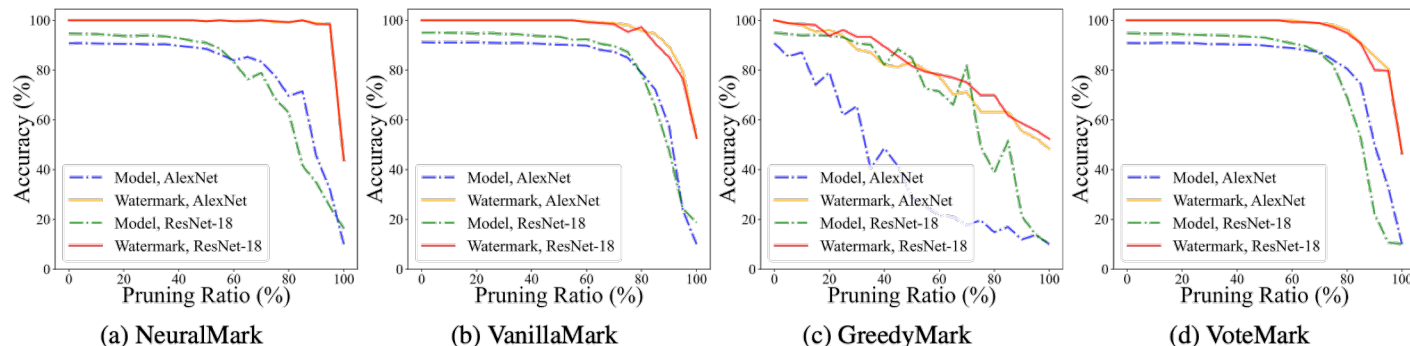 100
80
60
40
20
0
Accuracy (%)
Model, AlexNet
Watermark, AlexNet
Model, ResNet-18
Watermark, ResNet-18
0 20 40 60 80 100
Pruning Ratio (%)
(a) NeuralMark
100
80
60
40
20
0
Accuracy (%)
Model, AlexNet
Watermark, AlexNet
Model, ResNet-18
Watermark, ResNet-18
0 20 40 60 80 100
Pruning Ratio (%)
(b) VanillaMark
100
80
60
40
20
0
Accuracy (%)
Model, AlexNet
Watermark, AlexNet
Model, ResNet-18
Watermark, ResNet-18
0 20 40 60 80 100
Pruning Ratio (%)
(c) GreedyMark
100
80
60
40
20
0
Accuracy (%)
Model, AlexNet
Watermark, AlexNet
Model, ResNet-18
Watermark, ResNet-18
0 20 40 60 80 100
Pruning Ratio (%)
(d) VoteMark